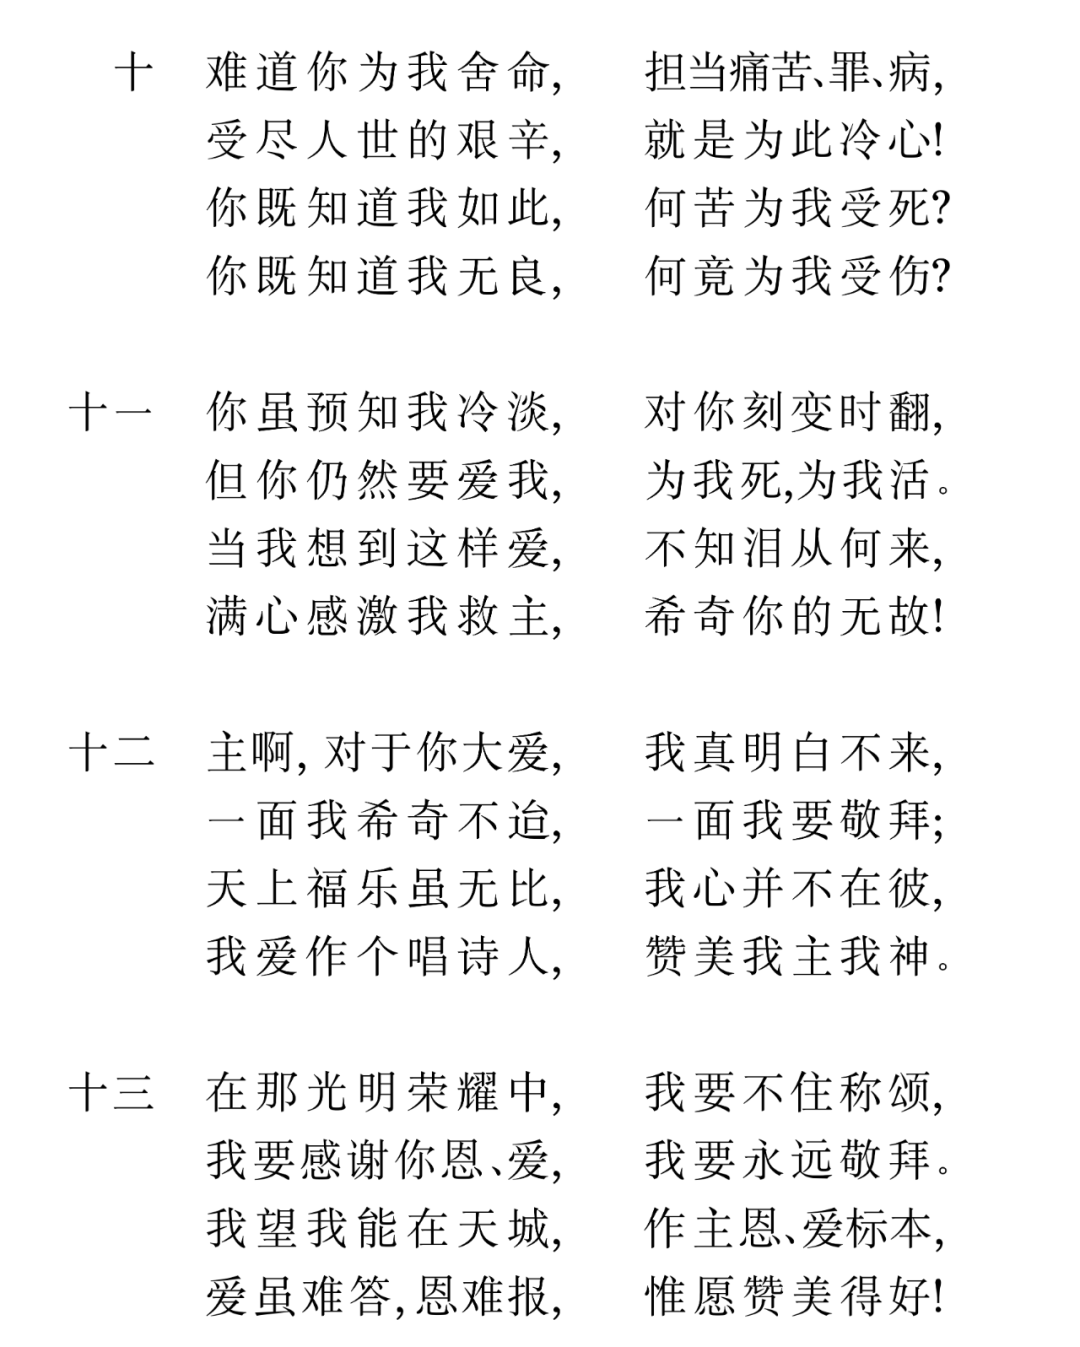 十 难道你为我舍命, 担当痛苦、罪、病,
受尽人世的艰辛, 就是为此冷心!
你既知道我如此, 何苦为我受死?
你既知道我无良, 何竟为我受伤?
十一 你虽预知我冷淡, 对你刻变时翻,
但你仍然要爱我, 为我死,为我活。
当我想到这样爱, 不知泪从何来,
满心感激我救主, 希奇你的无故!
十二 主啊, 对于你大爱, 我真明白不来,
一面我希奇不迨, 一面我要敬拜;
天上福乐虽无比, 我心并不在彼,
我爱作个唱诗人, 赞美我主我神。
十三 在那光明荣耀中, 我要不住称颂,
我要感谢你恩、爱, 我要永远敬拜。
我望我能在天城, 作主恩、爱标本,
爱虽难答, 恩难报, 惟愿赞美得好!